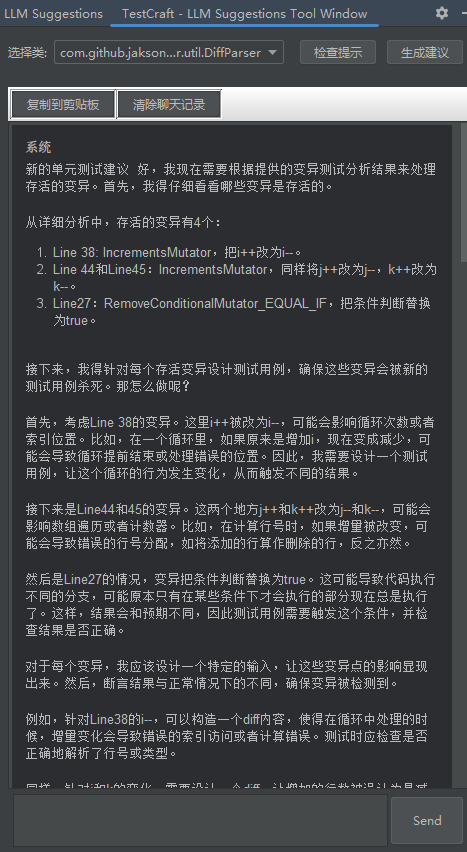 LLM Suggestions TestCraft - LLM Suggestions Tool Window
选择类: com.github.jakson...r.util.DiffParser 检查提示 生成建议
复制到剪贴板 清除聊天记录
系统
新的单元测试建议 好，我现在需要根据提供的变异测试分析结果来处理
存活的变异。首先，我得仔细看看哪些变异是存活的。
从详细分析中，存活的变异有4个：
1. Line 38: IncrementsMutator，把i++改为i--。
2. Line 44和Line45：IncrementsMutator，同样将j++改为j--，k++改为
k--。
3. Line27：RemoveConditionalMutator_EQUAL_IF，把条件判断替换
为true。
接下来，我得针对每个存活变异设计测试用例，确保这些变异会被新的
测试用例杀死。那怎么做呢？
首先，考虑Line 38的变异。这里i++被改为i--，可能会影响循环次数或者
索引位置。比如，在一个循环里，如果原来是增加i，现在变成减少，可
能会导致循环提前结束或处理错误的位置。因此，我需要设计一个测试
用例，让这个循环的行为发生变化，从而触发不同的结果。
接下来是Line44和45的变异。这两个地方j++和k++改为j--和k--，可能会
影响数组遍历或者计数器。比如，在计算行号时，如果增量被改变，可
能会导致错误的行号分配，如将添加的行算作删除的行，反之亦然。
然后是Line27的情况，变异把条件判断替换为true。这可能导致代码执行
不同的分支，可能原本只有在某些条件下才会执行的部分现在总是执行
了。这样，结果会和预期不同，因此测试用例需要触发这个条件，并检
查结果是否正确。
对于每个变异，我应该设计一个特定的输入，让这些变异点的影响显现
出来。然后，断言结果与正常情况下的不同，确保变异被检测到。
例如，针对Line38的i--，可以构造一个diff内容，使得在循环中处理的时
候，增量变化会导致错误的索引访问或者计算错误。测试时应检查是否
正确地解析了行号或类型。
Send